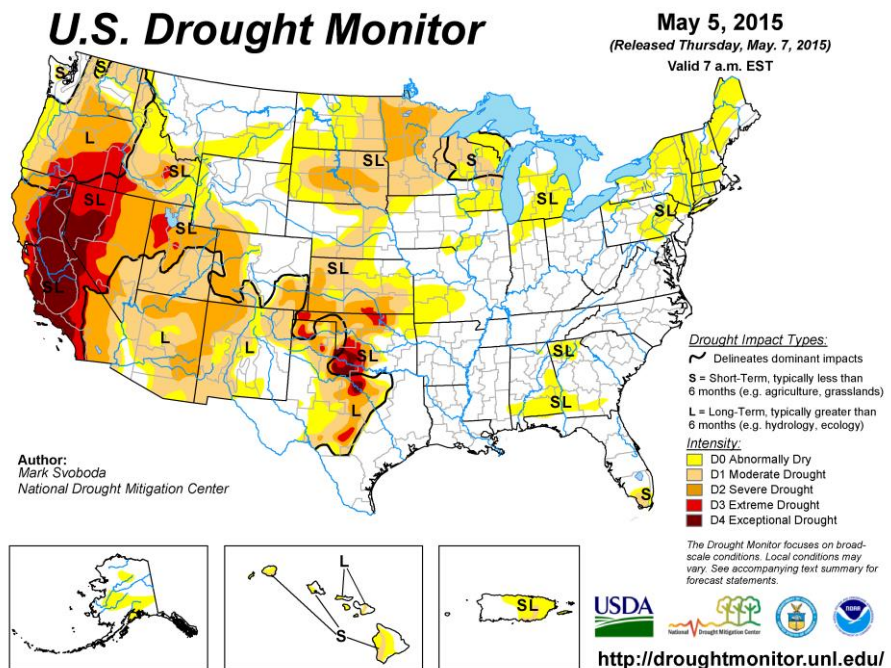 U.S. Drought Monitor
May 5, 2015
(Released Thursday, May. 7, 2015)
Valid 7 a.m. EST
S
S
L
SL
SL
SL
SL
L
L
SL
S
SL
SL
SL
L
SL
SL
SL
S
Drought Impact Types:
Delineates dominant impacts
S = Short-Term, typically less than
6 months (e.g. agriculture, grasslands)
L = Long-Term, typically greater than
6 months (e.g. hydrology, ecology)
Intensity:
D0 Abnormally Dry
D1 Moderate Drought
D2 Severe Drought
D3 Extreme Drought
D4 Exceptional Drought
Author:
Mark Svoboda
National Drought Mitigation Center
The Drought Monitor focuses on broad-
scale conditions. Local conditions may
vary. See accompanying text summary for
forecast statements.
L
S
SL
USDA
National Drought Mitigation Center
NOAA
http://droughtmonitor.unl.edu/